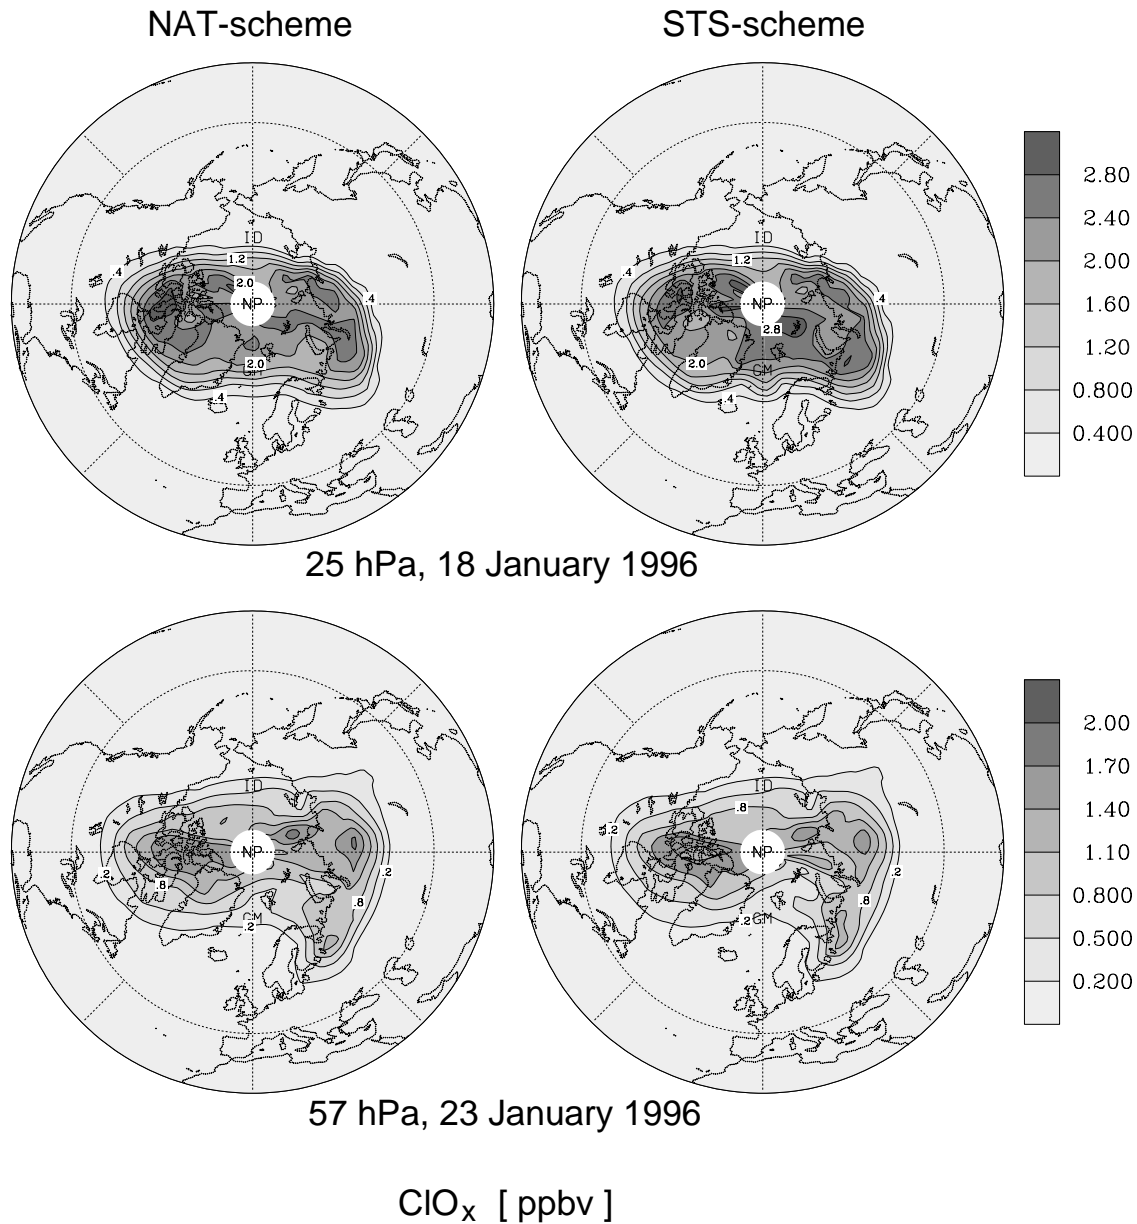 NAT-scheme
STS-scheme
ID
.4
1.2
2.0
NP
.4
2.0
GM
.4
ID
.4
1.2
NP
.4
2.8
2.0
GM
.4
2.80
2.40
2.00
1.60
1.20
0.800
0.400
25 hPa, 18 January 1996
ID
NP
.2
.8
.2
.8
GM
.2
ID
.8
.2
NP
.2
.8
.2
GM
2.00
1.70
1.40
1.10
0.800
0.500
0.200
57 hPa, 23 January 1996
ClOx [ ppbv ]